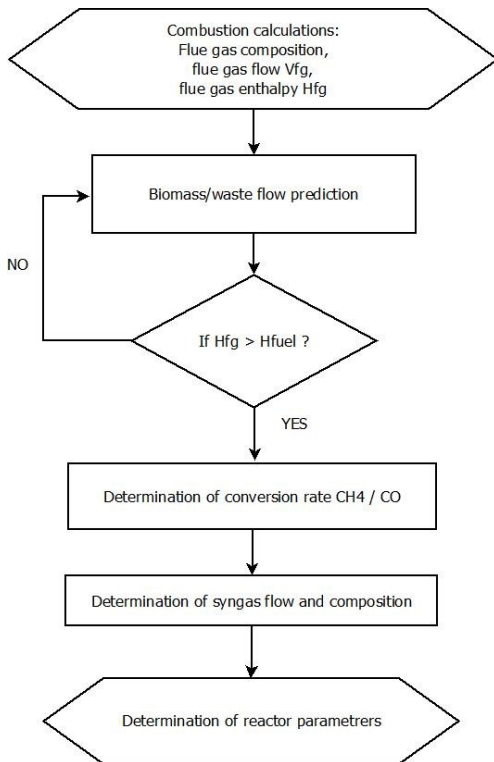 Combustion calculations:
Flue gas composition,
flue gas flow Vfg,
flue gas enthalpy Hfg
Biomass/waste flow prediction
NO
If Hfg > Hfuel ?
YES
Determination of conversion rate CH4 / CO
Determination of syngas flow and composition
Determination of reactor parametrers